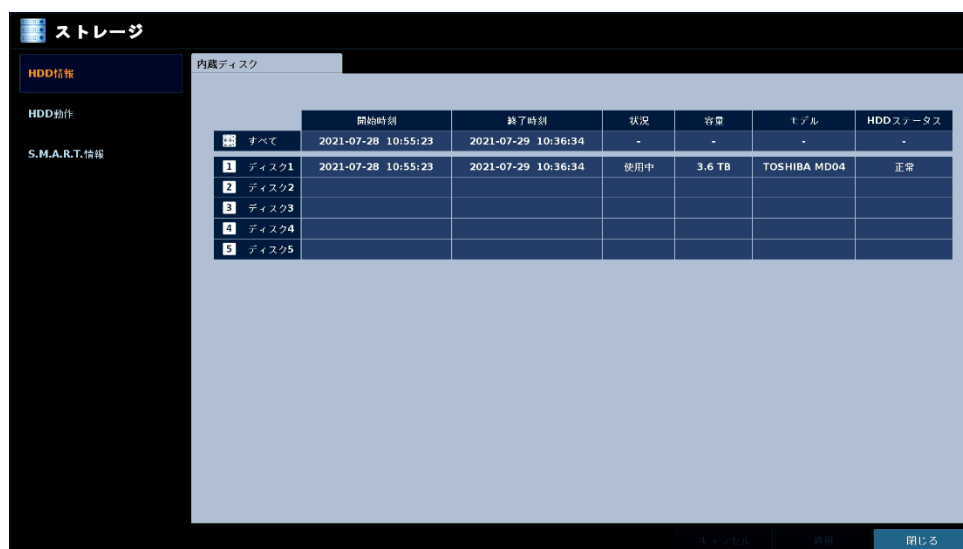 ストレージ
HDD情報
HDD動作
S.M.A.R.T.情報
内蔵ディスク
開始時刻 終了時刻 状況 容量 モデル HDDステータス
すべて 2021-07-28 10:55:23 2021-07-29 10:36:34 - - - -
1 ディスク1 2021-07-28 10:55:23 2021-07-29 10:36:34 使用中 3.6 TB TOSHIBA MD04 正常
2 ディスク2
3 ディスク3
4 ディスク4
5 ディスク5
キャンセル 適用 閉じる